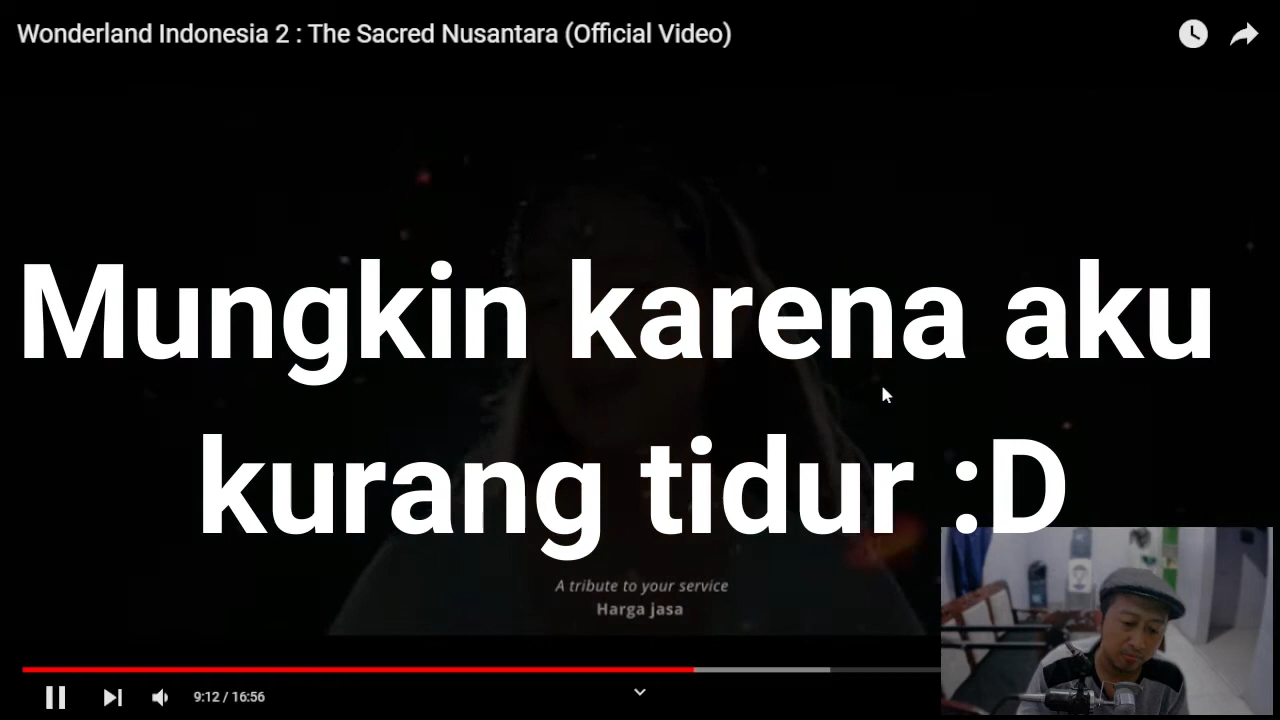 Wonderland Indonesia 2 : The Sacred Nusantara (Official Video)
Mungkin karena aku
kurang tidur :D
A tribute to your service
Harga jasa
9:12 / 16:56